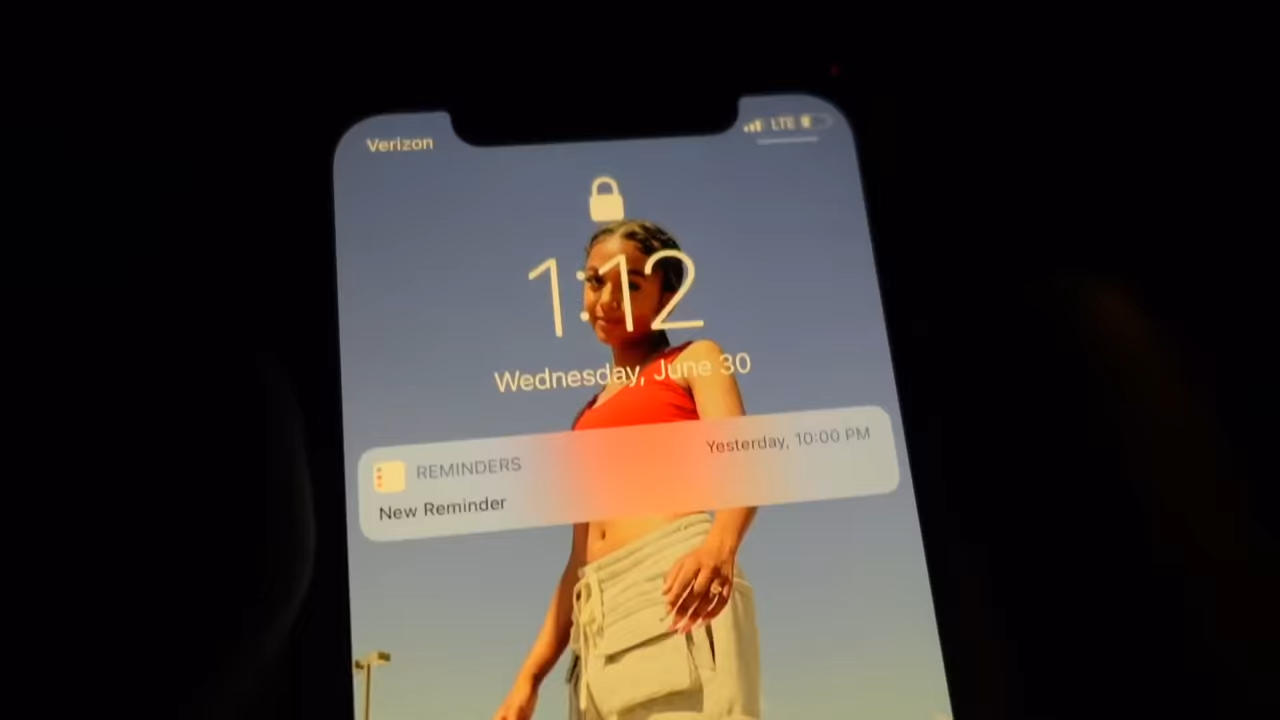 Verizon
LTE
1:12
Wednesday, June 30
REMINDERS
Yesterday, 10:00 PM
New Reminder